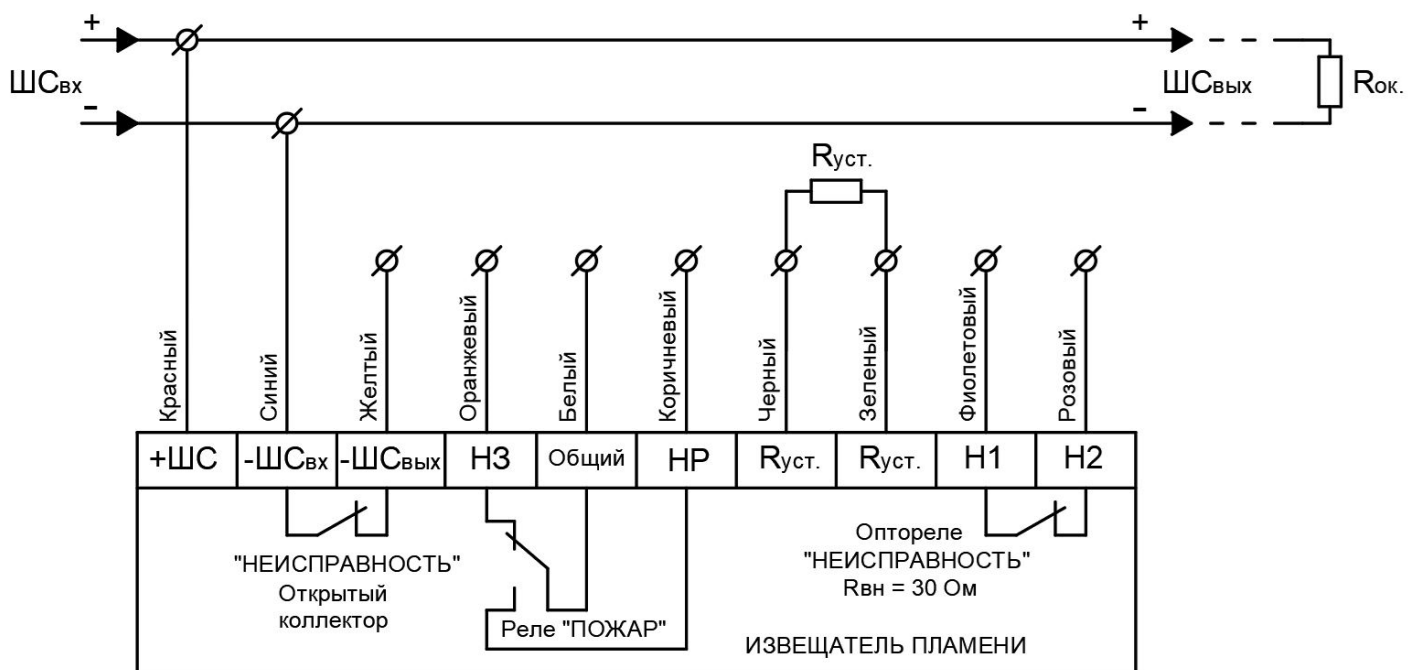 + +
ШСвх ШСвых Rок.
- -
Rуст.
Красный
Синий
Желтый
Оранжевый
Белый
Коричневый
Черный
Зеленый
Фиолетовый
Розовый
+ШС -ШСвх -ШСвых НЗ Общий НР Rуст. Rуст. Н1 Н2
"НЕИСПРАВНОСТЬ"
Открытый
коллектор
Реле "ПОЖАР"
Оптореле
"НЕИСПРАВНОСТЬ"
Rвн = 30 Ом
ИЗВЕЩАТЕЛЬ ПЛАМЕНИ